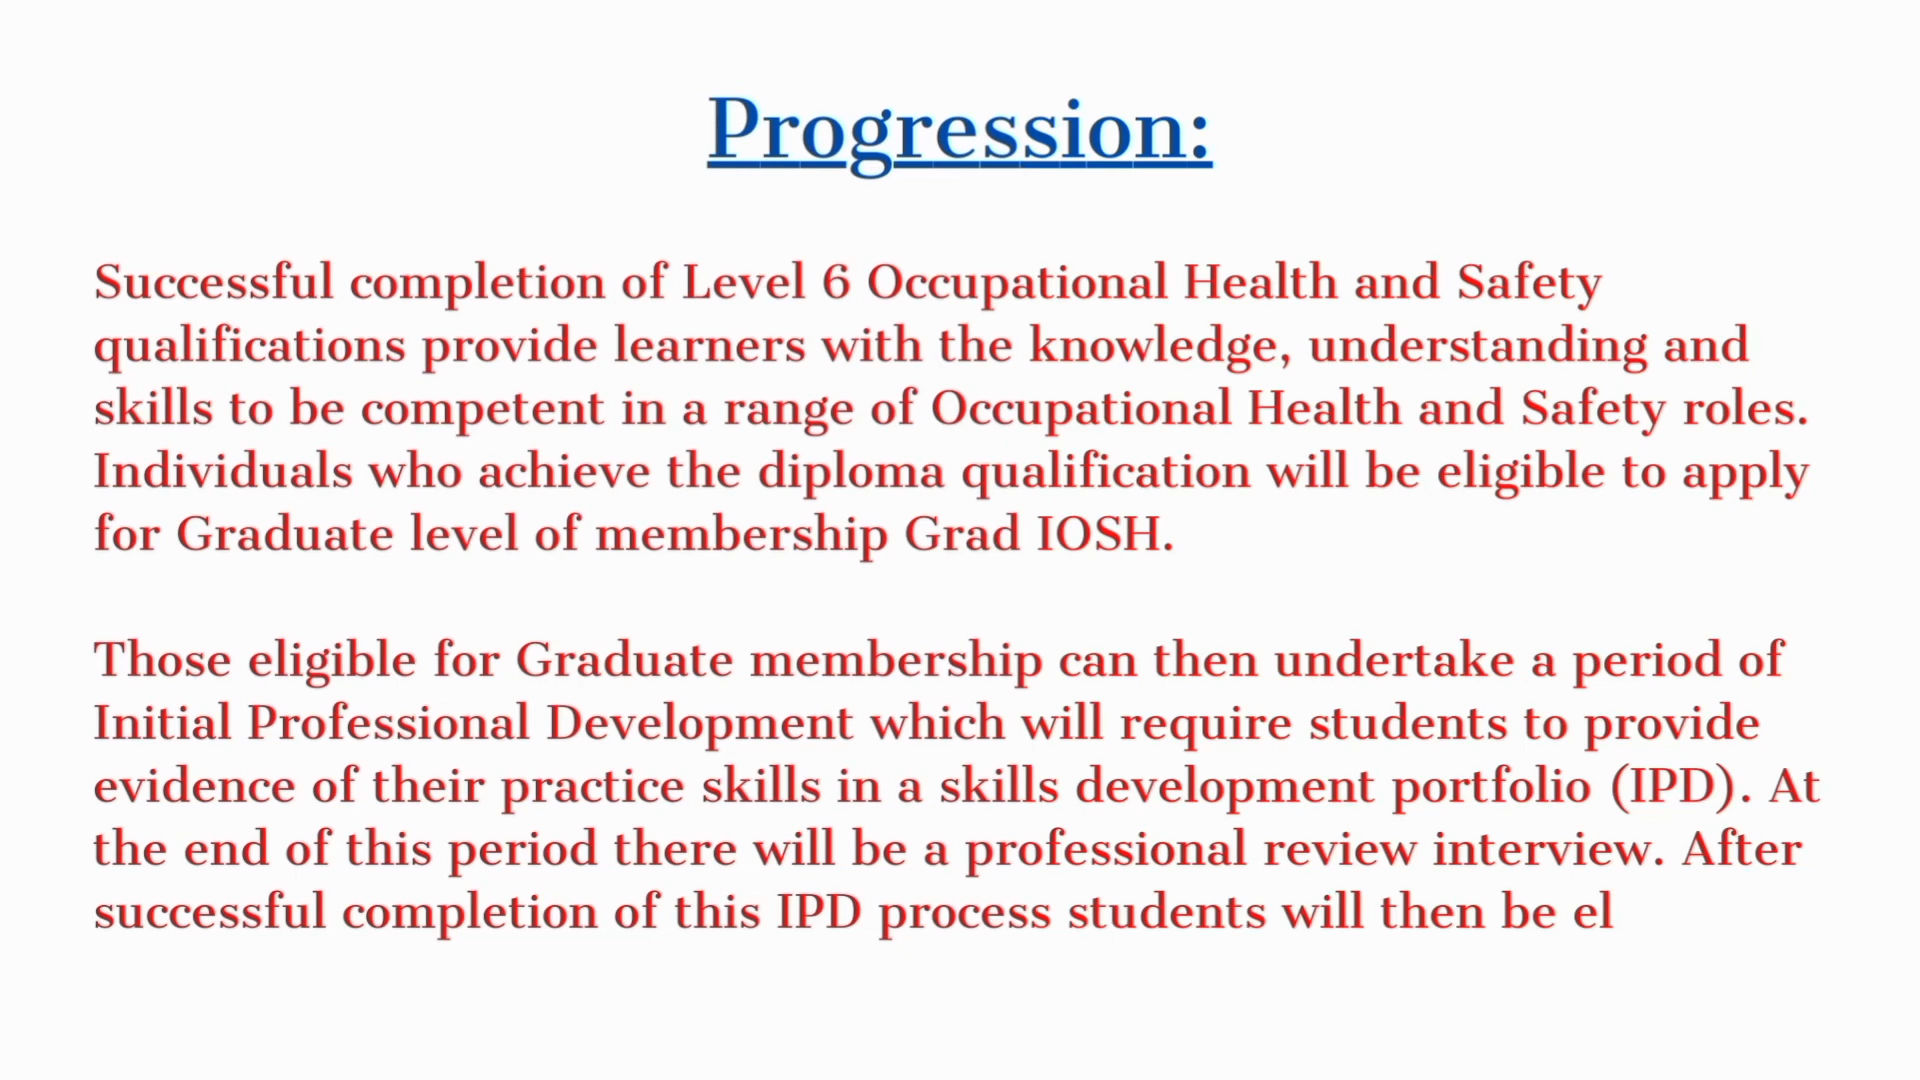 Progression:
Successful completion of Level 6 Occupational Health and Safety
qualifications provide learners with the knowledge, understanding and
skills to be competent in a range of Occupational Health and Safety roles.
Individuals who achieve the diploma qualification will be eligible to apply
for Graduate level of membership Grad IOSH.
Those eligible for Graduate membership can then undertake a period of
Initial Professional Development which will require students to provide
evidence of their practice skills in a skills development portfolio (IPD). At
the end of this period there will be a professional review interview. After
successful completion of this IPD process students will then be el